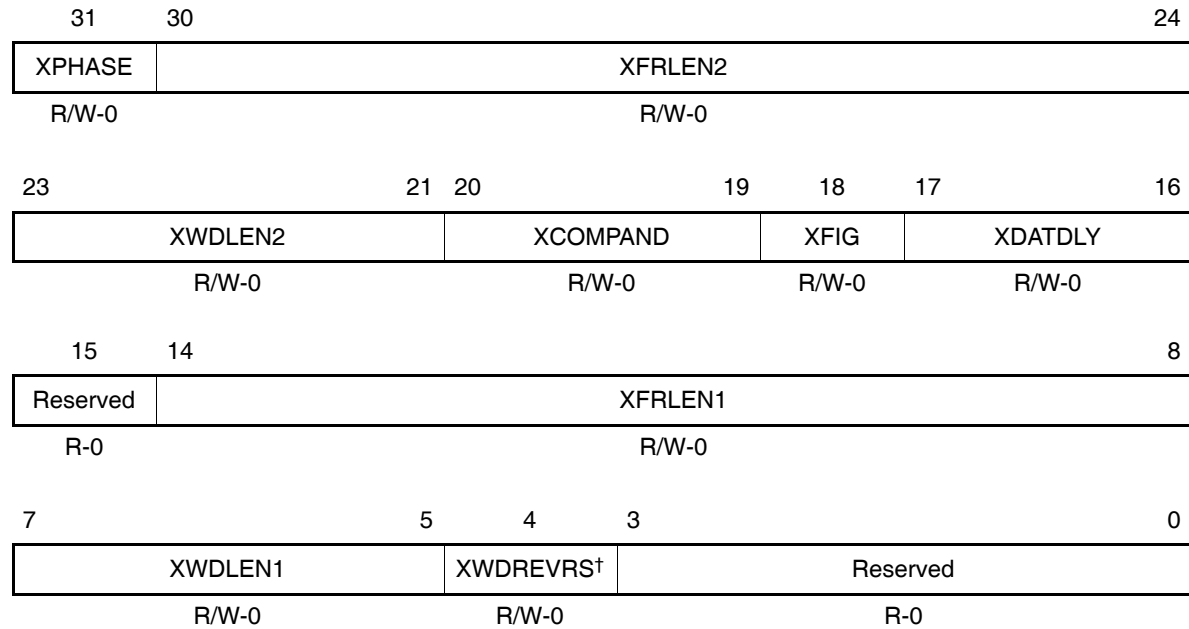 31 30 24
XPHASE XFRLEN2
R/W-0 R/W-0
23 21 20 19 18 17 16
XWDLEN2 XCOMPAND XFIG XDATDLY
R/W-0 R/W-0 R/W-0 R/W-0
15 14 8
Reserved XFRLEN1
R-0 R/W-0
7 5 4 3 0
XWDLEN1 XWDREVRS† Reserved
R/W-0 R/W-0 R-0